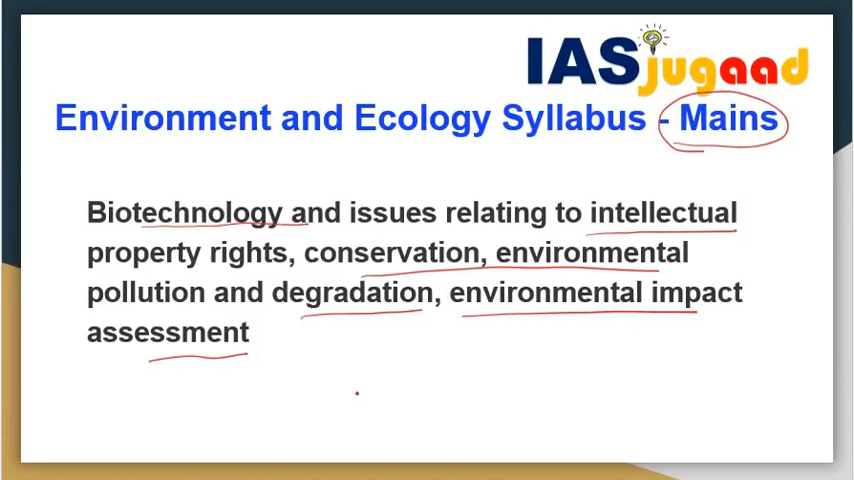 IASjugaad
Environment and Ecology Syllabus - Mains
Biotechnology and issues relating to intellectual
property rights, conservation, environmental
pollution and degradation, environmental impact
assessment